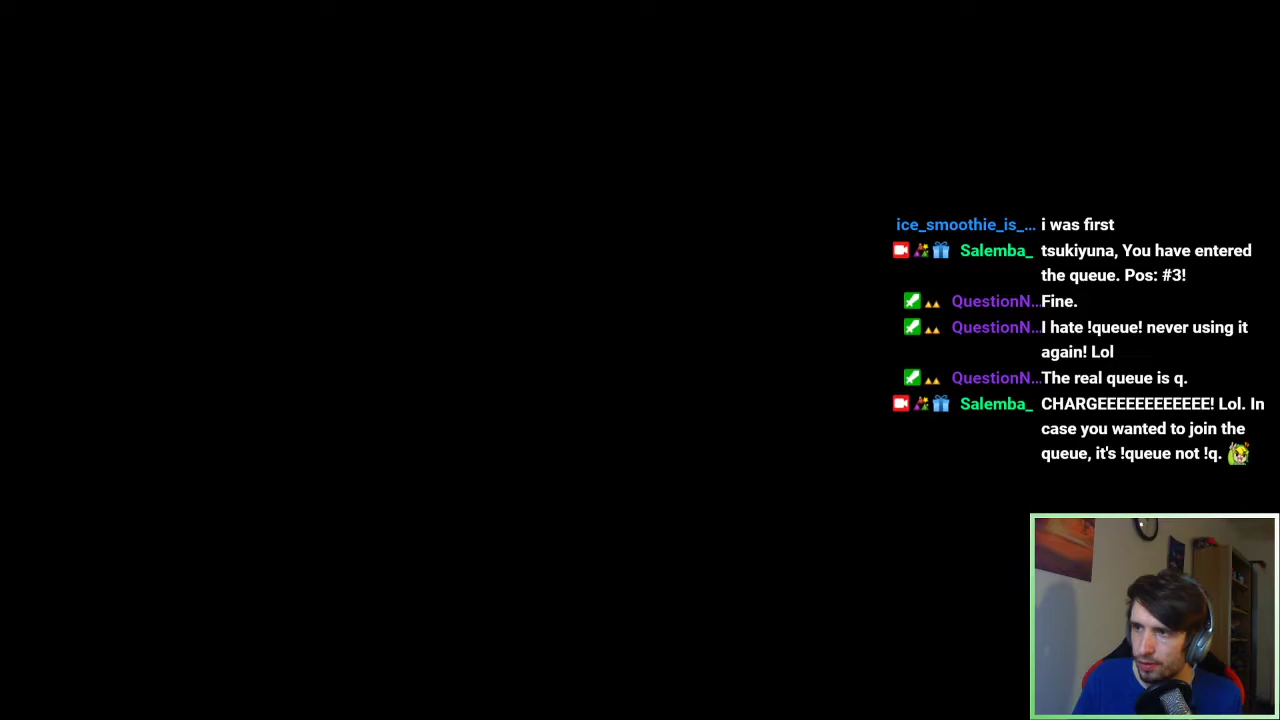 ice_smoothie_is_... i was first
Salemba_ tsukiyuna, You have entered
the queue. Pos: #3!
QuestionN... Fine.
QuestionN... I hate !queue! never using it
again! Lol
QuestionN... The real queue is q.
Salemba_ CHARGEEEEEEEEEEEE! Lol. In
case you wanted to join the
queue, it's !queue not !q.